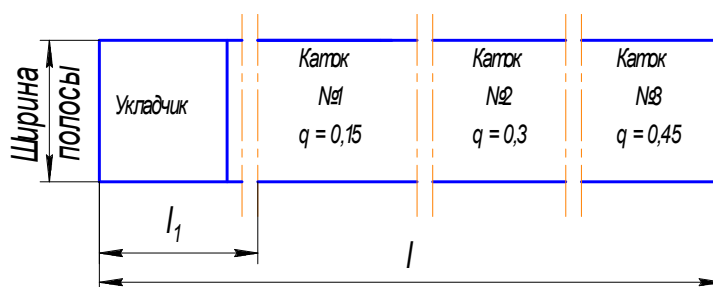 Ширина
полосы
Укладчик
Каток
№1
q = 0,15
Каток
№2
q = 0,3
Каток
№3
q = 0,45
l1
l